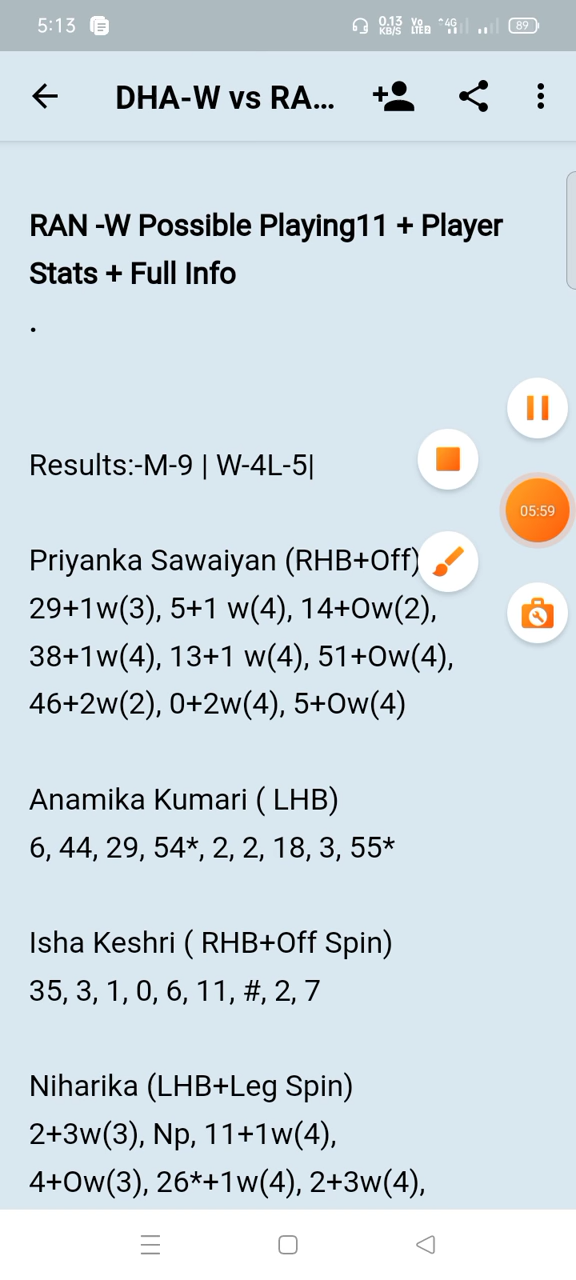 5:13
0.13 KB/S
Vo LTE
4G
89
DHA-W vs RA...
RAN -W Possible Playing11 + Player
Stats + Full Info
.
Results:-M-9 | W-4L-5|
05:59
Priyanka Sawaiyan (RHB+Off)
29+1w(3), 5+1 w(4), 14+Ow(2),
38+1w(4), 13+1 w(4), 51+Ow(4),
46+2w(2), 0+2w(4), 5+Ow(4)
Anamika Kumari ( LHB)
6, 44, 29, 54*, 2, 2, 18, 3, 55*
Isha Keshri ( RHB+Off Spin)
35, 3, 1, 0, 6, 11, #, 2, 7
Niharika (LHB+Leg Spin)
2+3w(3), Np, 11+1w(4),
4+Ow(3), 26*+1w(4), 2+3w(4),